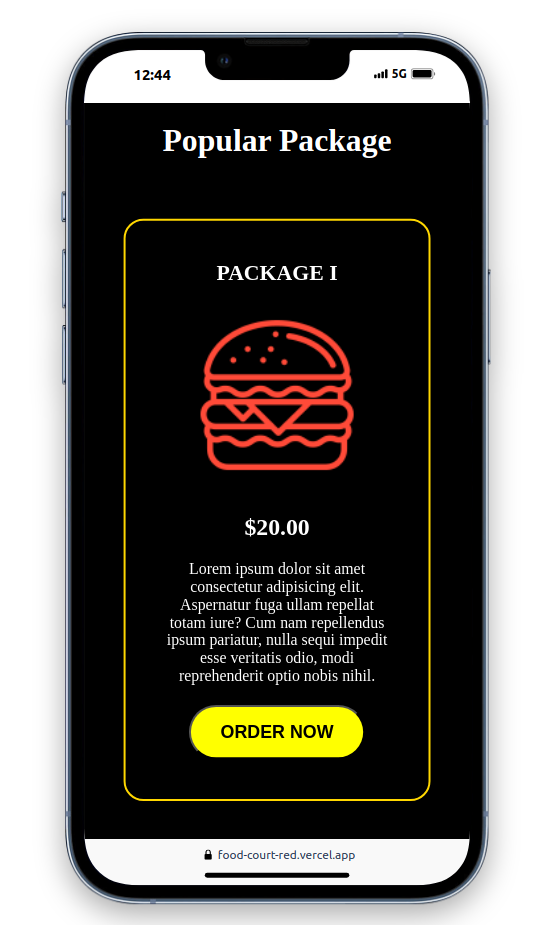 12:44
5G
Popular Package
PACKAGE I
$20.00
Lorem ipsum dolor sit amet
consectetur adipisicing elit.
Aspernatur fuga ullam repellat
totam iure? Cum nam repellendus
ipsum pariatur, nulla sequi impedit
esse veritatis odio, modi
reprehenderit optio nobis nihil.
ORDER NOW
food-court-red.vercel.app